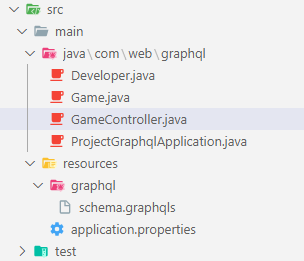 src
main
java\com\web\graphql
Developer.java
Game.java
GameController.java
ProjectGraphqlApplication.java
resources
graphql
schema.graphqls
application.properties
test